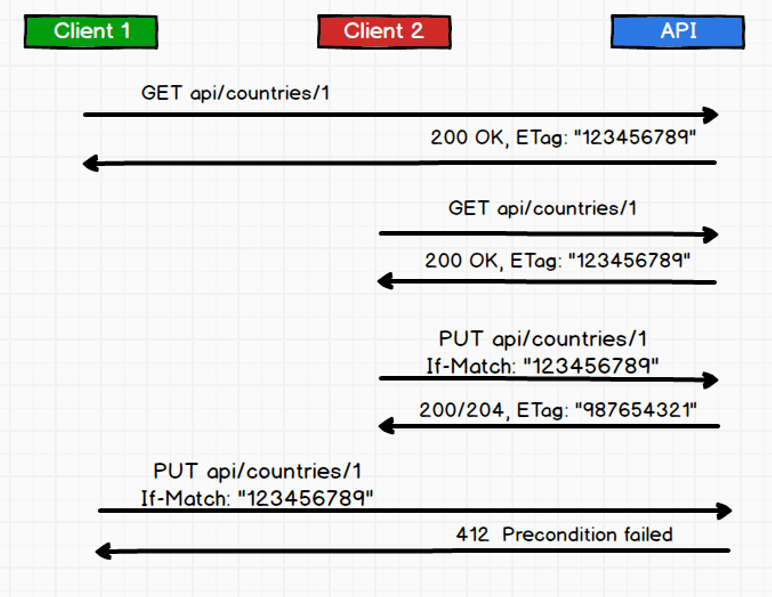 Client 1
Client 2
API
GET api/countries/1
200 OK, ETag: "123456789"
GET api/countries/1
200 OK, ETag: "123456789"
PUT api/countries/1
If-Match: "123456789"
200/204, ETag: "987654321"
PUT api/countries/1
If-Match: "123456789"
412 Precondition failed